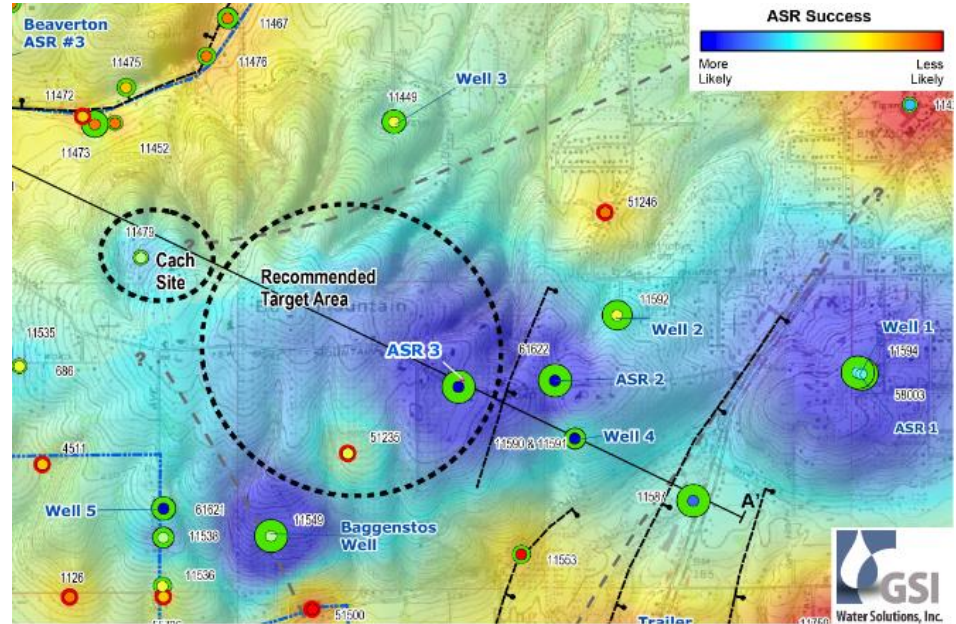 Beaverton
ASR #3
11467
11475
11476
11472
11473
11452
Well 3
11449
ASR Success
More
Likely
Less
Likely
51246
11479
Cach
Site
?
?
Recommended
Target Area
Mountain
11535
686
?
ASR 3
61622
ASR 2
11592
Well 2
Well 1
11594
58003
ASR 1
11590 & 11591
Well 4
51235
4511
Well 5
61621
11538
11549
Baggenstos
Well
11587
A'
11536
1126
11553
51500
Trailer
GSI
Water Solutions, Inc.